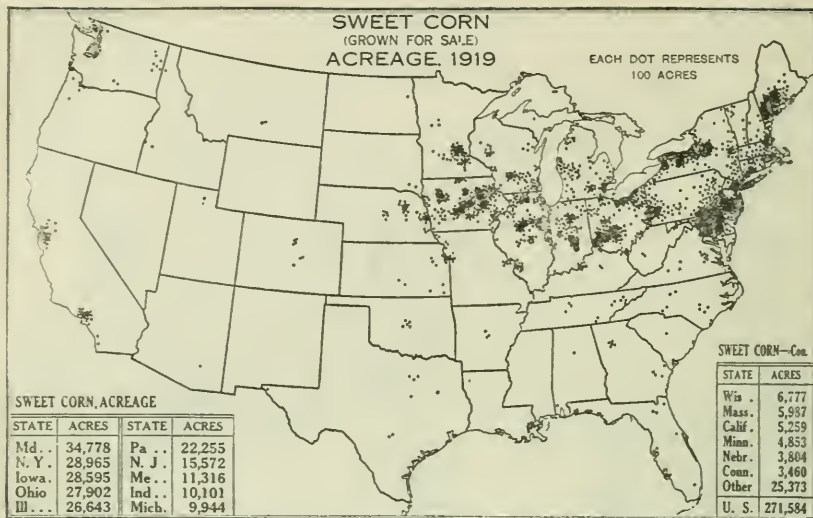 SWEET CORN
(GROWN FOR SALE)
ACREAGE, 1919
EACH DOT REPRESENTS
100 ACRES
SWEET CORN, ACREAGE
STATE ACRES STATE ACRES
Md . . 34,778 Pa . . 22,255
N. Y. 28,965 N. J. 15,572
Iowa. 28,595 Me . . 11,316
Ohio 27,902 Ind . . 10,101
Ill . . . 26,643 Mich. 9,944
SWEET CORN—Con.
STATE ACRES
Wis . 6,777
Mass. 5,987
Calif. 5,259
Minn. 4,853
Nebr. 3,804
Conn. 3,460
Other 25,373
U. S. 271,584